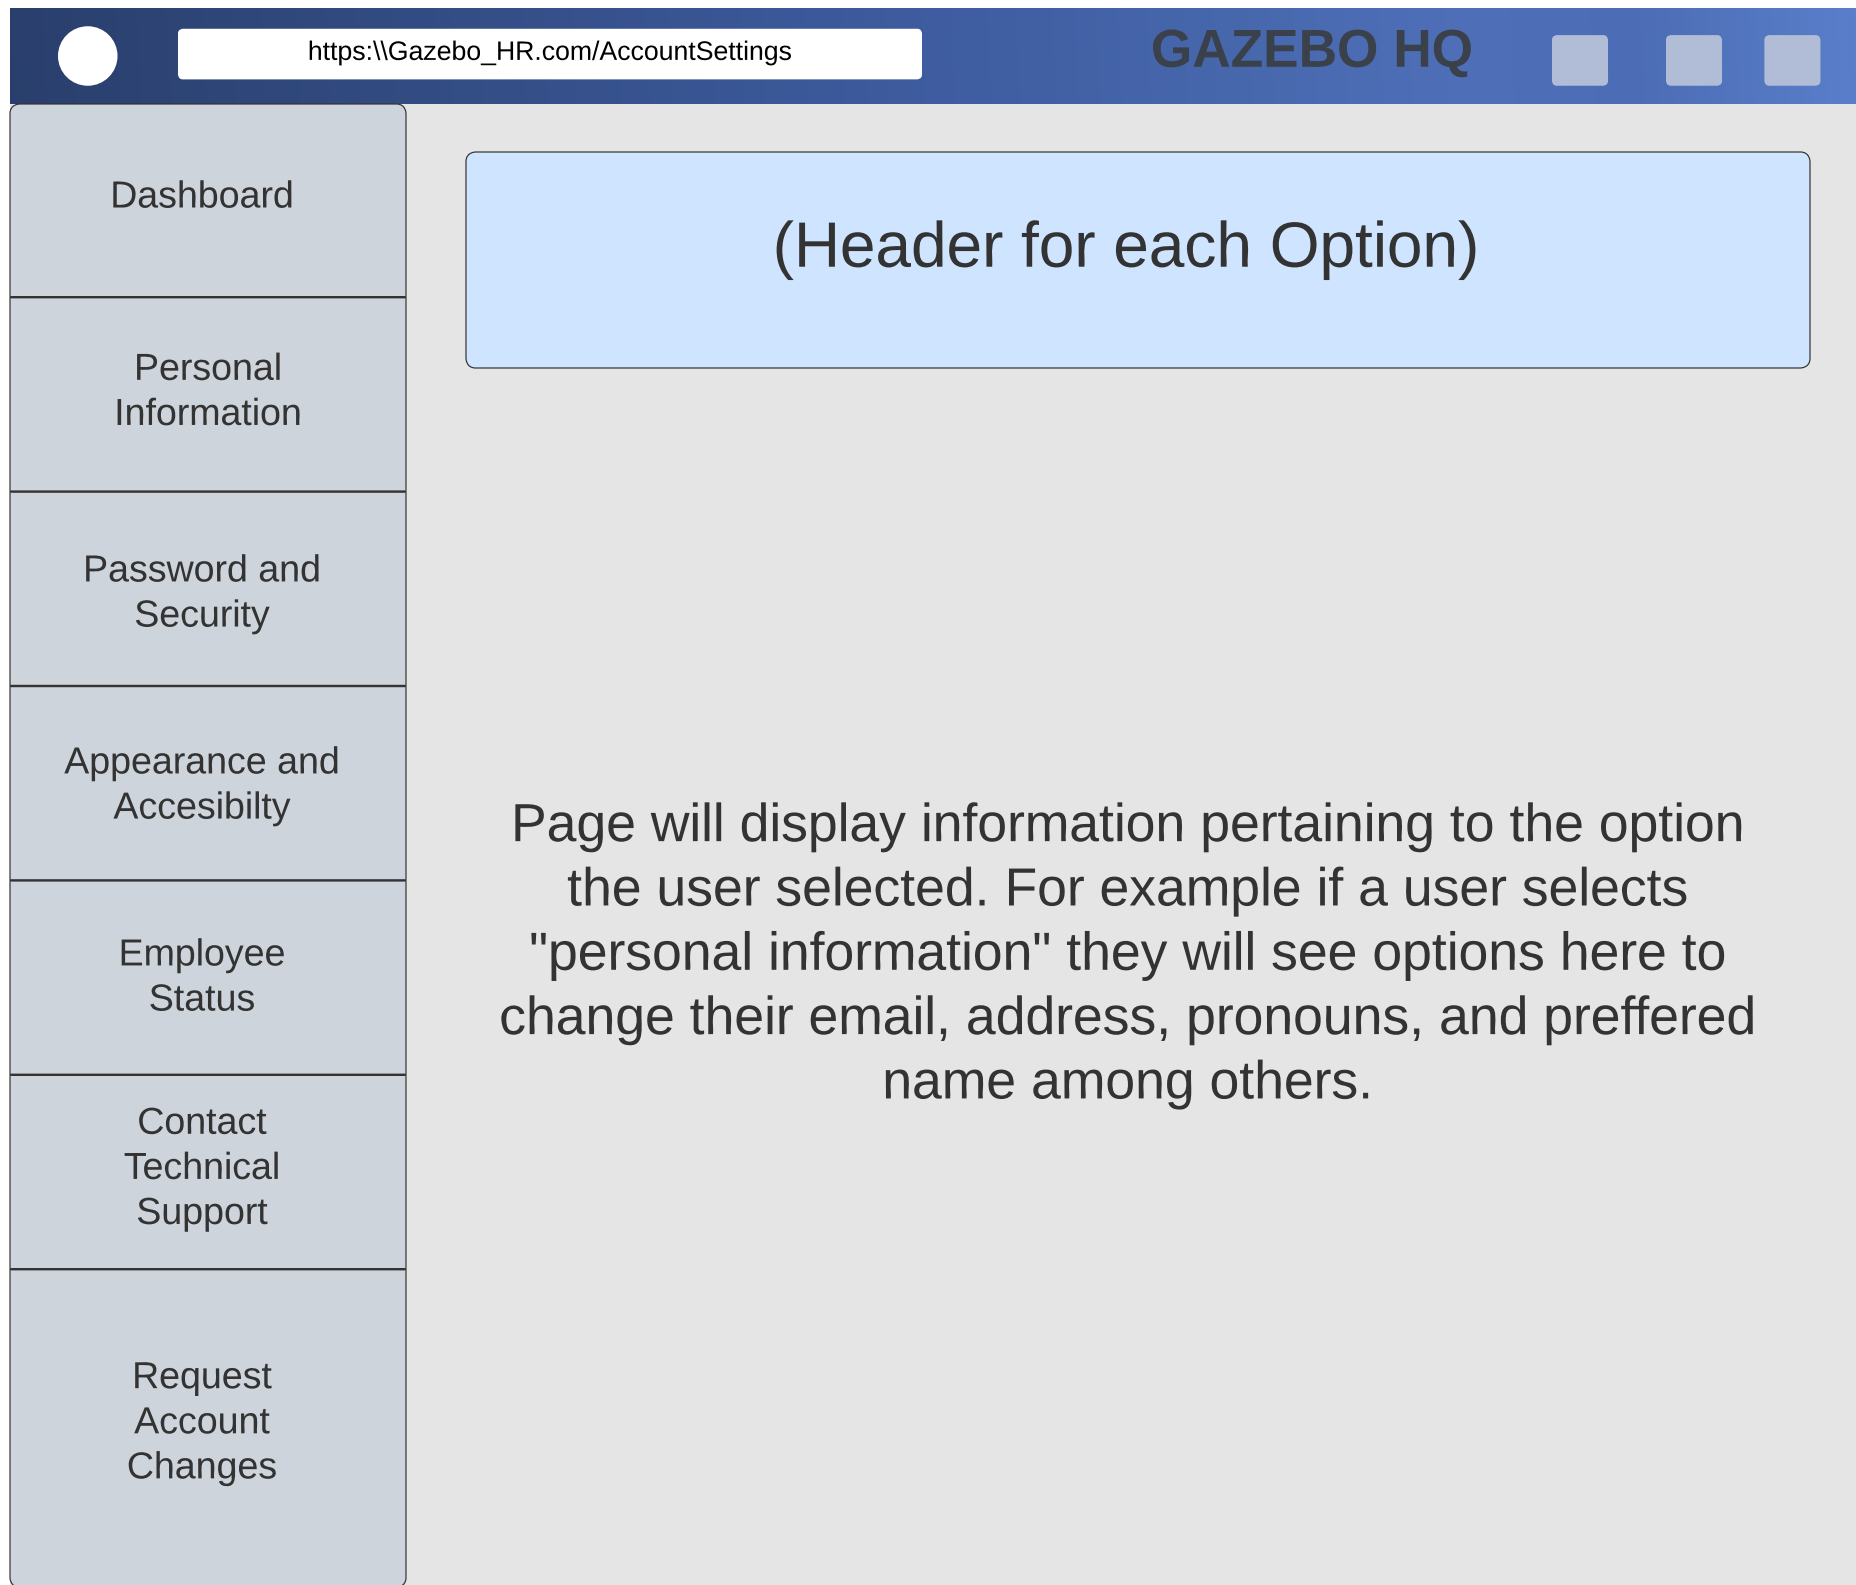 https:\\Gazebo_HR.com/AccountSettings
GAZEBO HQ
Dashboard
Personal
Information
Password and
Security
Appearance and
Accesibilty
Employee
Status
Contact
Technical
Support
Request
Account
Changes
(Header for each Option)
Page will display information pertaining to the option
the user selected. For example if a user selects
"personal information" they will see options here to
change their email, address, pronouns, and preffered
name among others.